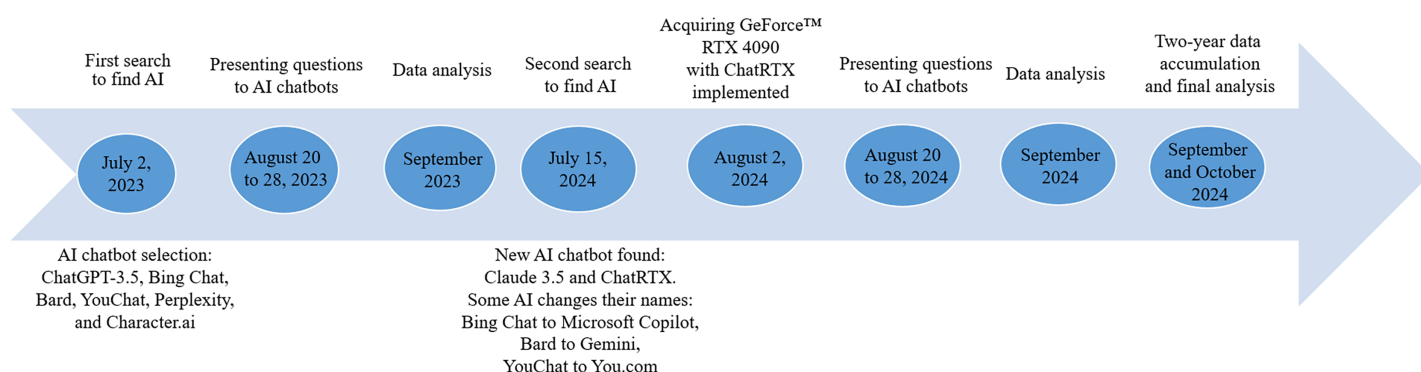 First search
to find AI
Presenting questions
to AI chatbots
Data analysis
Second search
to find AI
Acquiring GeForce™
RTX 4090
with ChatRTX
implemented
Presenting questions
to AI chatbots
Data analysis
Two-year data
accumulation
and final analysis
July 2,
2023
August 20
to 28, 2023
September
2023
July 15,
2024
August 2,
2024
August 20
to 28, 2024
September
2024
September
and October
2024
AI chatbot selection:
ChatGPT-3.5, Bing Chat,
Bard, YouChat, Perplexity,
and Character.ai
New AI chatbot found:
Claude 3.5 and ChatRTX.
Some AI changes their names:
Bing Chat to Microsoft Copilot,
Bard to Gemini,
YouChat to You.com